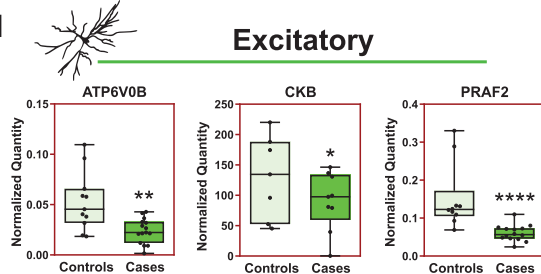 Excitatory
ATP6V0B
CKB
PRAF2
Normalized Quantity
0.15
0.10
0.05
0.00
**
Controls
Cases
Normalized Quantity
250
200
150
100
50
0
*
Controls
Cases
Normalized Quantity
0.4
0.3
0.2
0.1
0.0
****
Controls
Cases